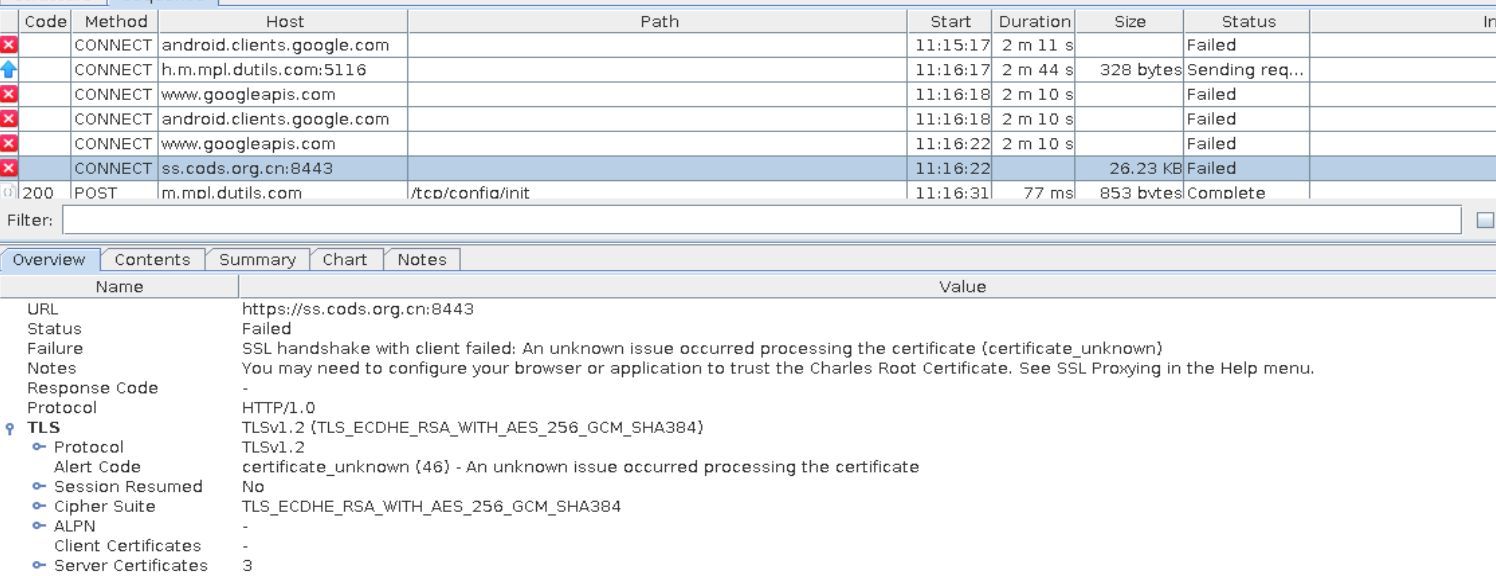 Code Method Host Path Start Duration Size Status In
CONNECT android.clients.google.com 11:15:17 2 m 11 s Failed
CONNECT h.m.mpl.dutils.com:5116 11:16:17 2 m 44 s 328 bytes Sending req...
CONNECT www.googleapis.com 11:16:18 2 m 10 s Failed
CONNECT android.clients.google.com 11:16:18 2 m 10 s Failed
CONNECT www.googleapis.com 11:16:22 2 m 10 s Failed
CONNECT ss.cods.org.cn:8443 11:16:22 26.23 KB Failed
200 POST m.mpl.dutils.com /tcp/config/init 11:16:31 77 ms 853 bytes Complete
Filter:
Overview Contents Summary Chart Notes
Name Value
URL https://ss.cods.org.cn:8443
Status Failed
Failure SSL handshake with client failed: An unknown issue occurred processing the certificate (certificate_unknown)
Notes You may need to configure your browser or application to trust the Charles Root Certificate. See SSL Proxying in the Help menu.
Response Code -
Protocol HTTP/1.0
TLS TLSv1.2 (TLS_ECDHE_RSA_WITH_AES_256_GCM_SHA384)
Protocol TLSv1.2
Alert Code certificate_unknown (46) - An unknown issue occurred processing the certificate
Session Resumed No
Cipher Suite TLS_ECDHE_RSA_WITH_AES_256_GCM_SHA384
ALPN -
Client Certificates -
Server Certificates 3